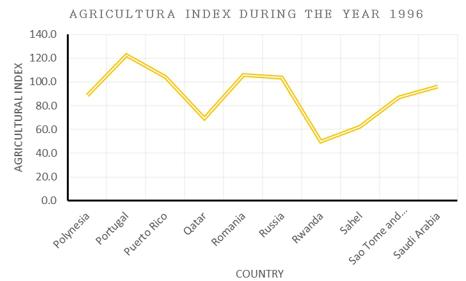 AGRICULTURA INDEX DURING THE YEAR 1996
140.0
120.0
100.0
80.0
60.0
40.0
20.0
0.0
AGRICULTURAL INDEX
Polynesia
Portugal
Puerto Rico
Qatar
Romania
Russia
Rwanda
Sahel
Sao Tome and...
Saudi Arabia
COUNTRY